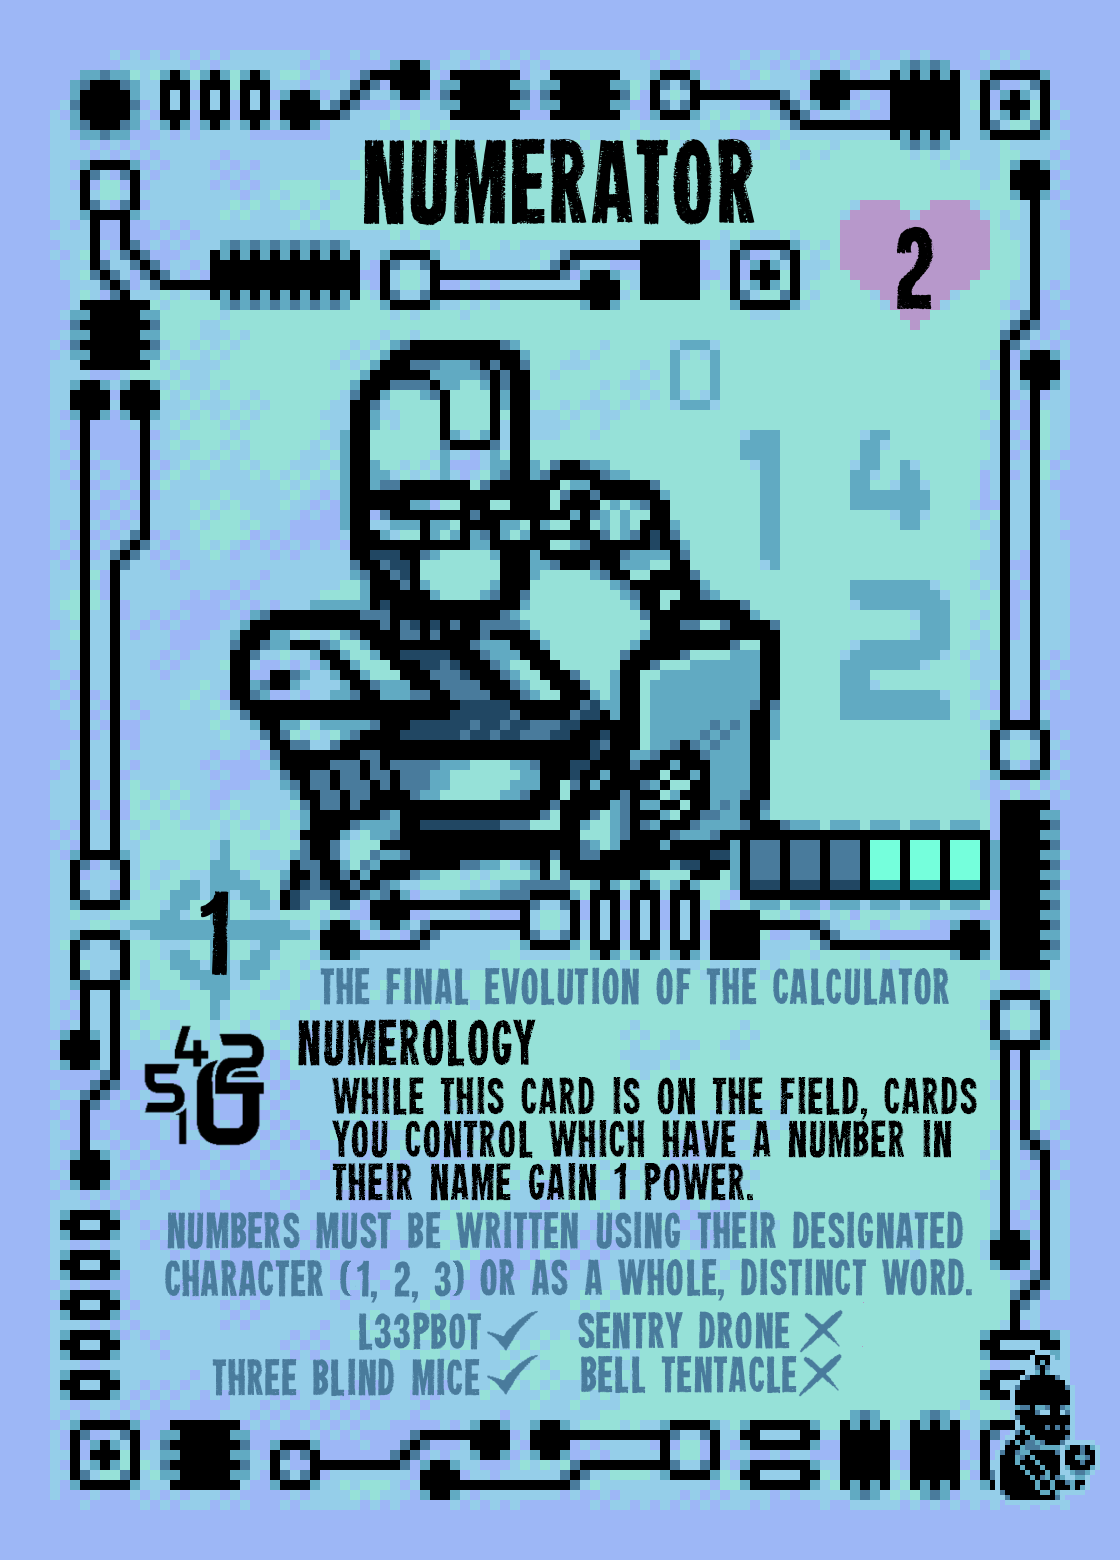 NUMERATOR
2
0
1 4
2
1
THE FINAL EVOLUTION OF THE CALCULATOR
NUMEROLOGY
WHILE THIS CARD IS ON THE FIELD, CARDS
YOU CONTROL WHICH HAVE A NUMBER IN
THEIR NAME GAIN 1 POWER.
NUMBERS MUST BE WRITTEN USING THEIR DESIGNATED
CHARACTER (1, 2, 3) OR AS A WHOLE, DISTINCT WORD.
L33PBOT ✓ SENTRY DRONE ✗
THREE BLIND MICE ✓ BELL TENTACLE ✗